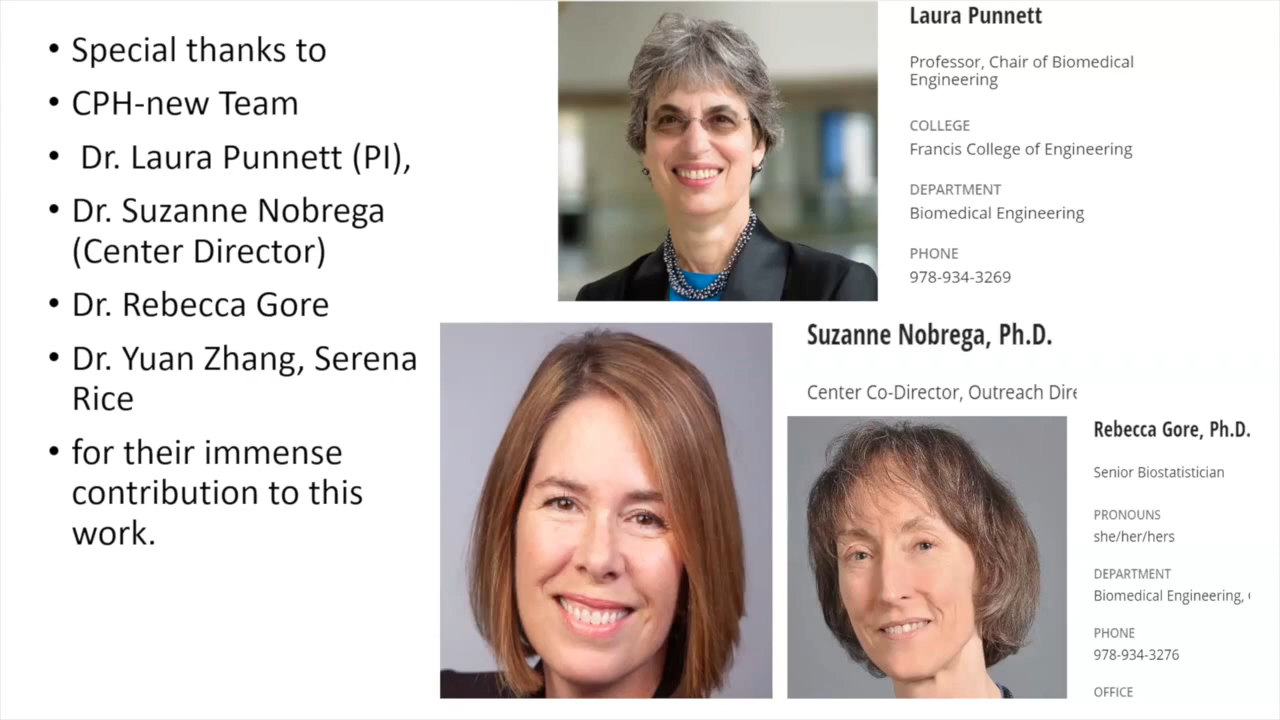 • Special thanks to
• CPH-new Team
• Dr. Laura Punnett (PI),
• Dr. Suzanne Nobrega
(Center Director)
• Dr. Rebecca Gore
• Dr. Yuan Zhang, Serena
Rice
• for their immense
contribution to this
work.
Laura Punnett
Professor, Chair of Biomedical
Engineering
COLLEGE
Francis College of Engineering
DEPARTMENT
Biomedical Engineering
PHONE
978-934-3269
Suzanne Nobrega, Ph.D.
Center Co-Director, Outreach
Rebecca Gore, Ph.D.
Senior Biostatistician
PRONOUNS
she/her/hers
DEPARTMENT
Biomedical Engineering,
PHONE
978-934-3276
OFFICE